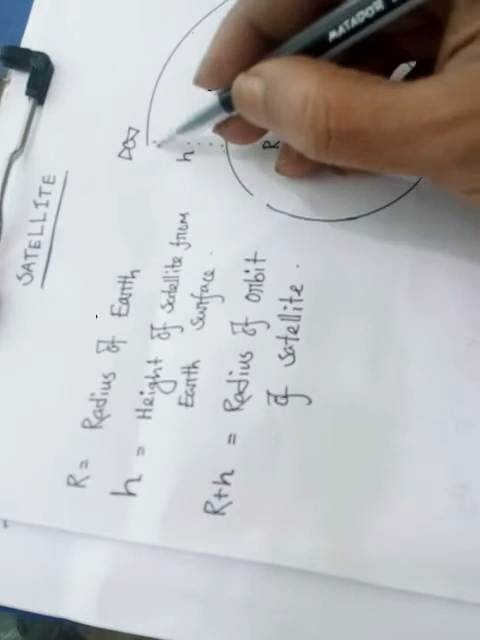 SATELLITE
R = Radius of Earth
h = Height of Satellite from
Earth surface.
R+h = Radius of orbit
of satellite.
h
R
MATADOR